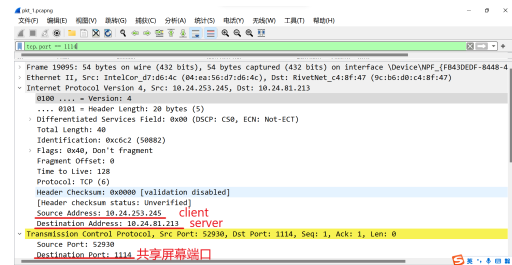 pkt_1.pcapng
文件(F) 编辑(E) 视图(V) 跳转(G) 捕获(C) 分析(A) 统计(S) 电话(Y) 无线(W) 工具(T) 帮助(H)
tcp.port == 1114
Frame 19095: 54 bytes on wire (432 bits), 54 bytes captured (432 bits) on interface \Device\NPF_{FB43DEDF-8448-4
Ethernet II, Src: IntelCor_d7:d6:4c (04:ea:56:d7:d6:4c), Dst: RivetNet_c4:8f:47 (9c:b6:d0:c4:8f:47)
Internet Protocol Version 4, Src: 10.24.253.245, Dst: 10.24.81.213
0100 .... = Version: 4
.... 0101 = Header Length: 20 bytes (5)
Differentiated Services Field: 0x00 (DSCP: CS0, ECN: Not-ECT)
Total Length: 40
Identification: 0xc6c2 (50882)
Flags: 0x40, Don't fragment
Fragment Offset: 0
Time to Live: 128
Protocol: TCP (6)
Header Checksum: 0x0000 [validation disabled]
[Header checksum status: Unverified]
Source Address: 10.24.253.245 client
Destination Address: 10.24.81.213 server
Transmission Control Protocol, Src Port: 52930, Dst Port: 1114, Seq: 1, Ack: 1, Len: 0
Source Port: 52930
Destination Port: 1114 共享屏幕端口
英